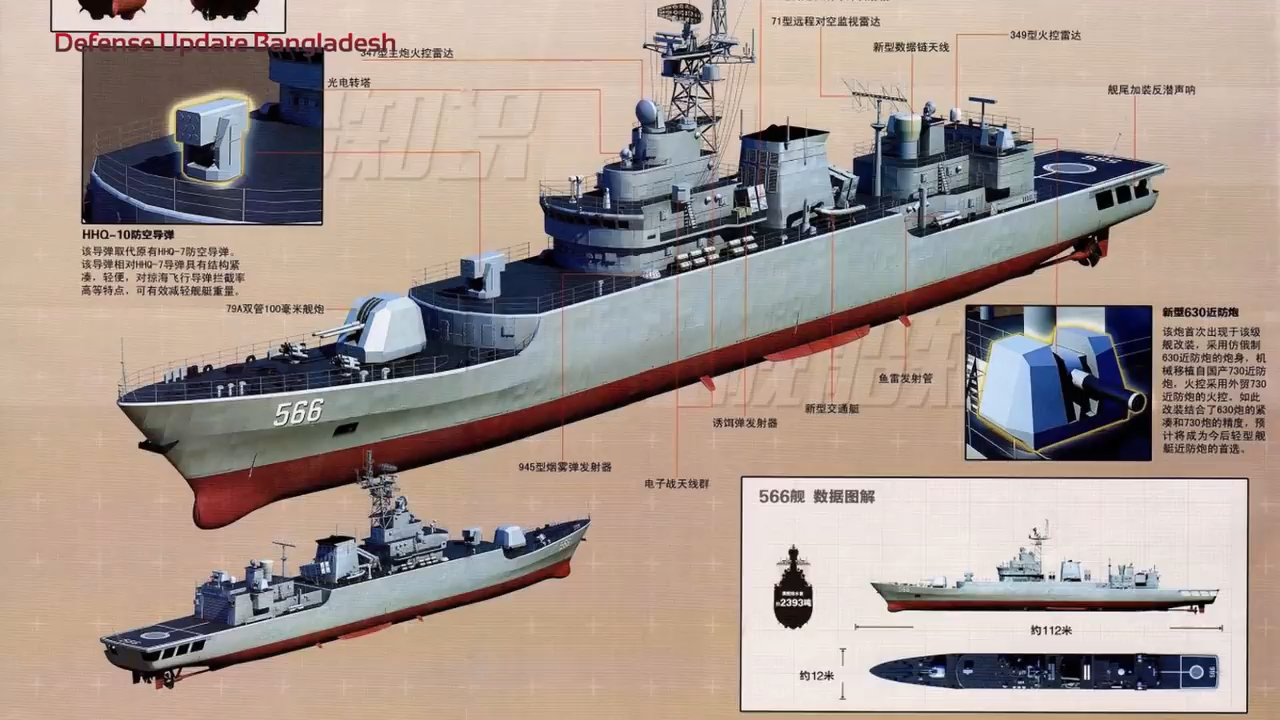 71型远程对空监视雷达
349型火控雷达
Defense Update Bangladesh
新型数据链天线
347型主炮火控雷达
光电转塔
舰尾加装反潜声呐
知识
566
HHQ-10防空导弹
该导弹取代原有HHQ-7防空导弹。
该导弹相对HHQ-7导弹具有结构紧
凑、轻便、对掠海飞行导弹拦截率
高等特点，可有效减轻舰艇重量。
79A双管100毫米舰炮
新型630近防炮
该炮首次出现于该级
舰改装，采用仿俄制
630近防炮的炮身，机
械移植自国产730近防
炮，火控采用外贸730
近防炮的火控。如此
改装结合了630炮的紧
凑和730炮的精度，预
计将成为今后轻型舰
艇近防炮的首选。
566
鱼雷发射管
新型交通艇
诱饵弹发射器
945型烟雾弹发射器
电子战天线群
566舰 数据图解
约2393吨
566
约112米
约12米
566
566